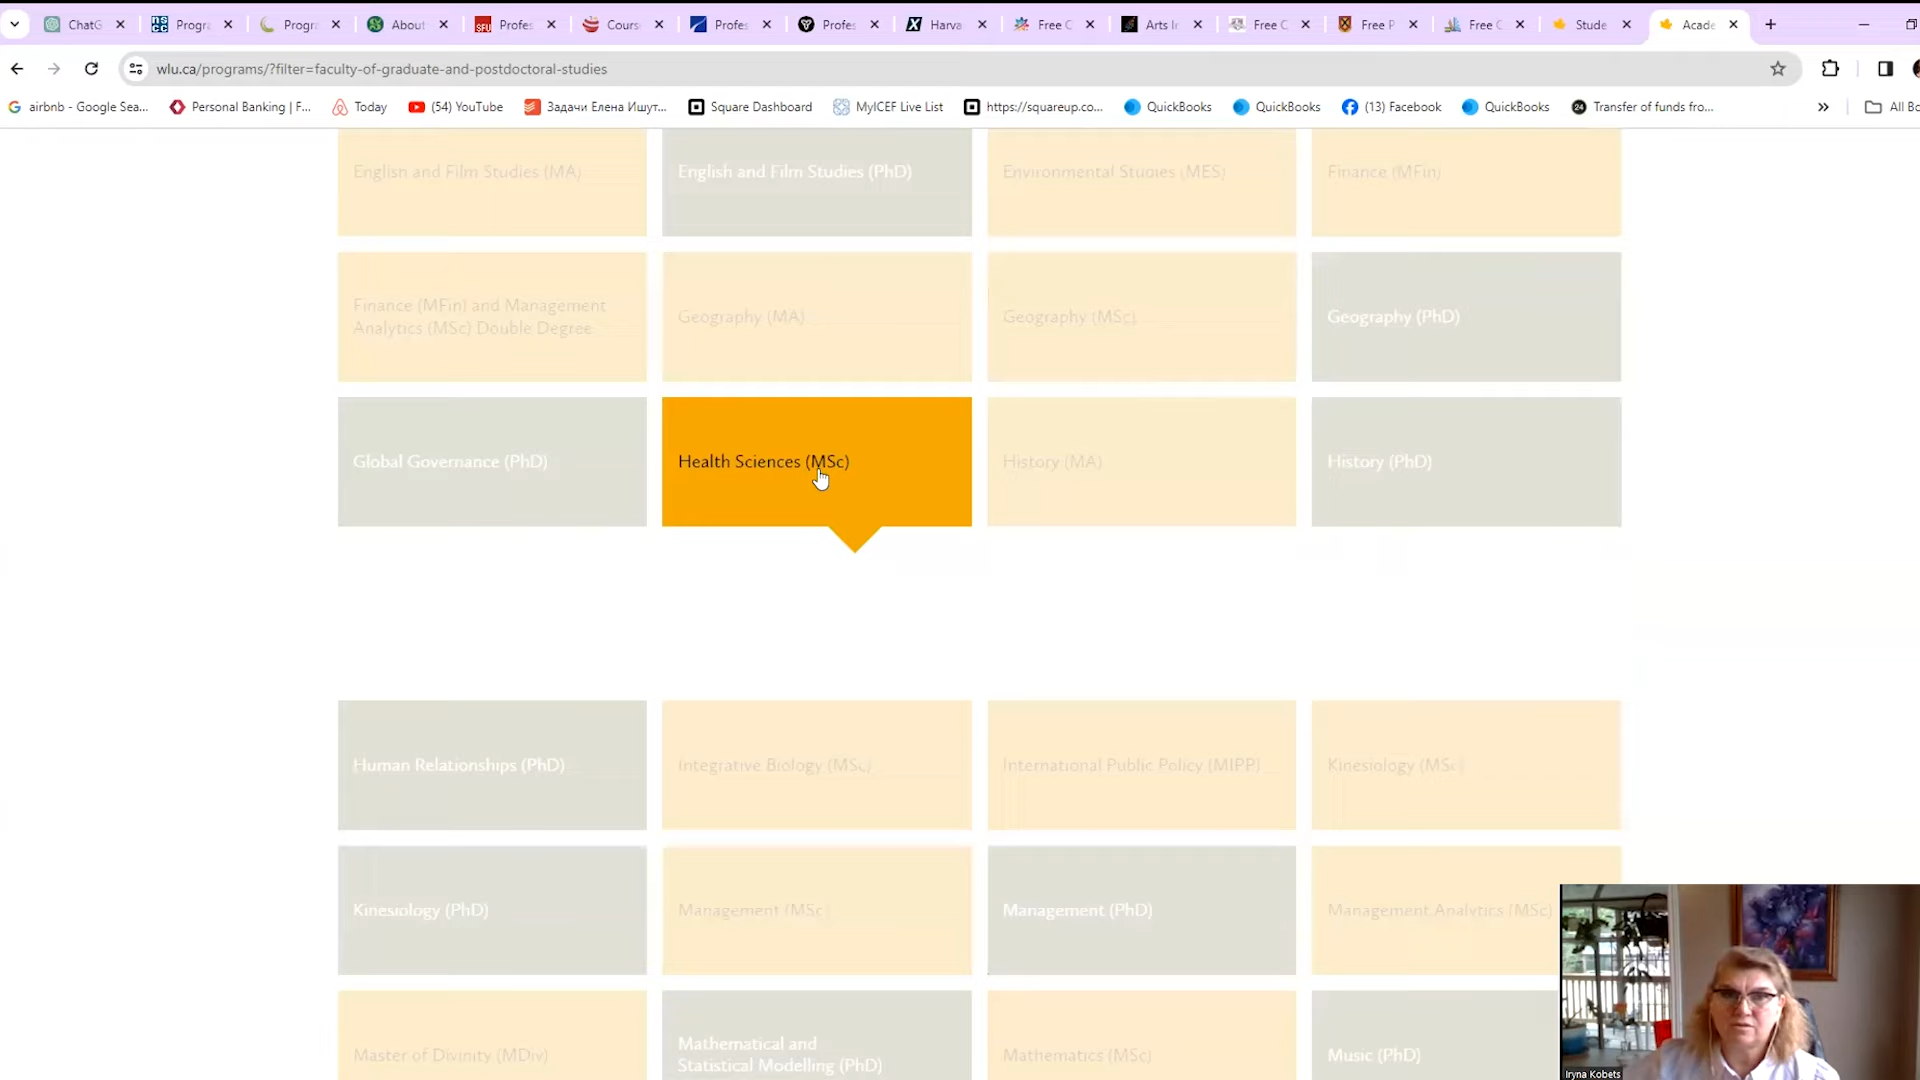 ChatG
Progra
Progra
About
Profes
Cours
Profes
Profes
Harva
Free C
Arts In
Free C
Free P
Free C
Stude
Acade
wlu.ca/programs/?filter=faculty-of-graduate-and-postdoctoral-studies
airbnb - Google Sea...
Personal Banking | F...
Today
(54) YouTube
Задачи Елена Ишут...
Square Dashboard
MyICEF Live List
https://squareup.co...
QuickBooks
QuickBooks
(13) Facebook
QuickBooks
24
Transfer of funds fro...
»
All Bo
English and Film Studies (MA)
English and Film Studies (PhD)
Environmental Studies (MES)
Finance (MFin)
Finance (MFin) and Management
Analytics (MSc) Double Degree
Geography (MA)
Geography (MSc)
Geography (PhD)
Global Governance (PhD)
Health Sciences (MSc)
History (MA)
History (PhD)
Human Relationships (PhD)
Integrative Biology (MSc)
International Public Policy (MIPP)
Kinesiology (MSc)
Kinesiology (PhD)
Management (MSc)
Management (PhD)
Management Analytics (MSc)
Master of Divinity (MDiv)
Mathematical and
Statistical Modelling (PhD)
Mathematics (MSc)
Music (PhD)
Iryna Kobets